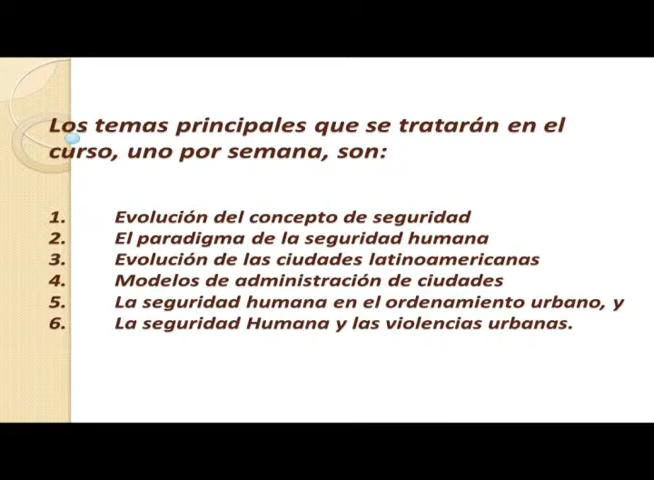 Los temas principales que se tratarán en el
curso, uno por semana, son:
1. Evolución del concepto de seguridad
2. El paradigma de la seguridad humana
3. Evolución de las ciudades latinoamericanas
4. Modelos de administración de ciudades
5. La seguridad humana en el ordenamiento urbano, y
6. La seguridad Humana y las violencias urbanas.